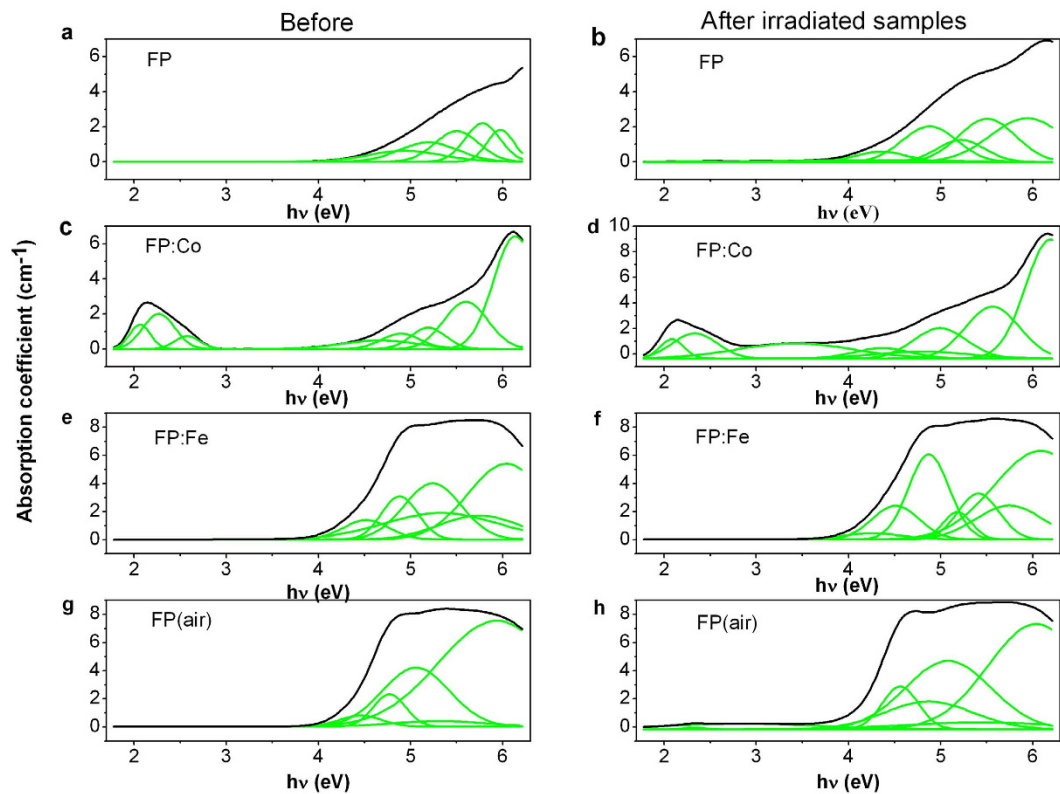 Before
After irradiated samples
Absorption coefficient (cm⁻¹)
a
FP
6
4
2
0
2 3 4 5 6
hν (eV)
b
FP
6
4
2
0
2 3 4 5 6
hν (eV)
c
FP:Co
6
4
2
0
2 3 4 5 6
hν (eV)
d
FP:Co
10
8
6
4
2
0
2 3 4 5 6
hν (eV)
e
FP:Fe
8
6
4
2
0
2 3 4 5 6
hν (eV)
f
FP:Fe
8
6
4
2
0
2 3 4 5 6
hν (eV)
g
FP(air)
8
6
4
2
0
2 3 4 5 6
hν (eV)
h
FP(air)
8
6
4
2
0
2 3 4 5 6
hν (eV)